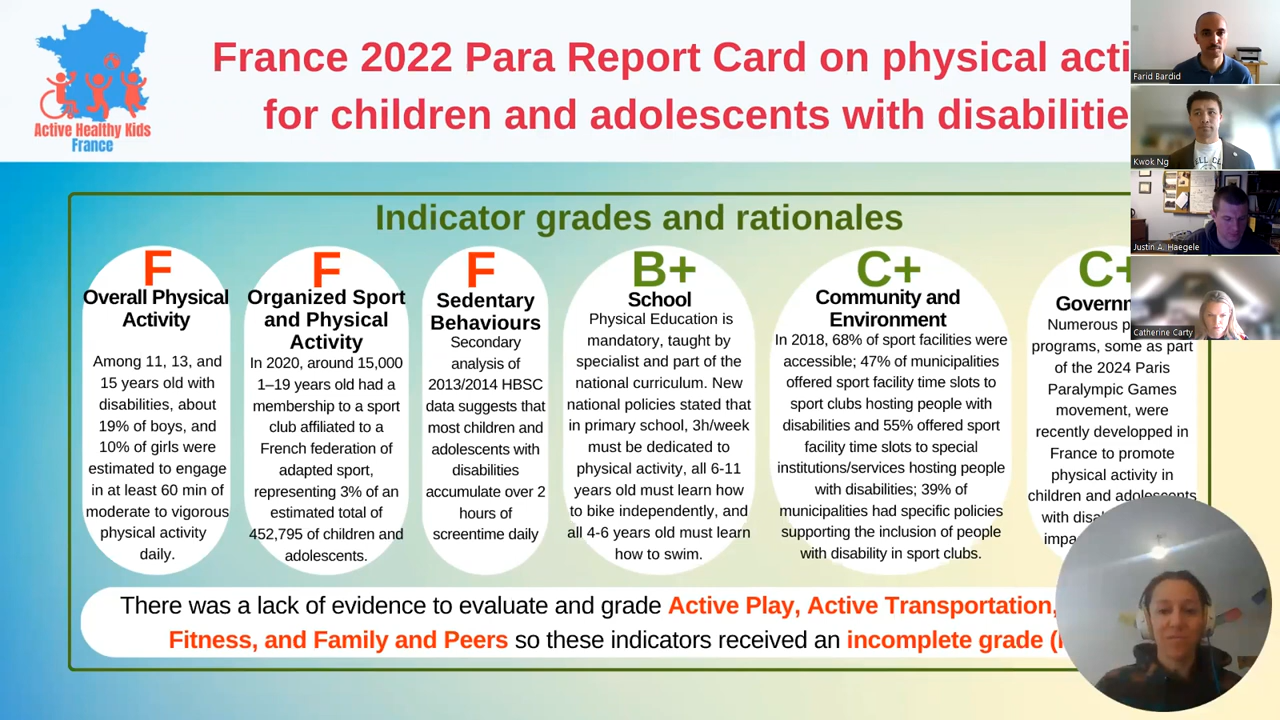 France 2022 Para Report Card on physical acti
for children and adolescents with disabilitie
Active Healthy Kids
France
Indicator grades and rationales
F
Overall Physical
Activity
Among 11, 13, and
15 years old with
disabilities, about
19% of boys, and
10% of girls were
estimated to engage
in at least 60 min of
moderate to vigorous
physical activity
daily.
F
Organized Sport
and Physical
Activity
In 2020, around 15,000
1–19 years old had a
membership to a sport
club affiliated to a
French federation of
adapted sport,
representing 3% of an
estimated total of
452,795 of children and
adolescents.
F
Sedentary
Behaviours
Secondary
analysis of
2013/2014 HBSC
data suggests that
most children and
adolescents with
disabilities
accumulate over 2
hours of
screentime daily
B+
School
Physical Education is
mandatory, taught by
specialist and part of the
national curriculum. New
national policies stated that
in primary school, 3h/week
must be dedicated to
physical activity, all 6-11
years old must learn how
to bike independently, and
all 4-6 years old must learn
how to swim.
C+
Community and
Environment
In 2018, 68% of sport facilities were
accessible; 47% of municipalities
offered sport facility time slots to
sport clubs hosting people with
disabilities and 55% offered sport
facility time slots to special
institutions/services hosting people
with disabilities; 39% of
municipalities had specific policies
supporting the inclusion of people
with disability in sport clubs.
C+
Governm
Numerous p
programs, some as part
of the 2024 Paris
Paralympic Games
movement, were
recently developped in
France to promote
physical activity in
children and adolescents
with disa
impa
There was a lack of evidence to evaluate and grade Active Play, Active Transportation,
Fitness, and Family and Peers so these indicators received an incomplete grade (
Farid Bardid
Kwok Ng
Justin A. Haegele
Catherine Carty